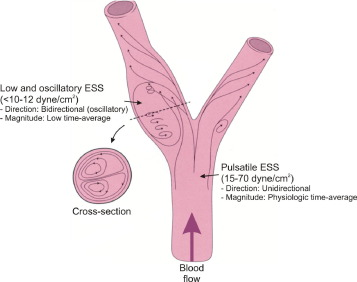 Low and oscillatory ESS
(<10-12 dyne/cm²)
- Direction: Bidirectional (oscillatory)
- Magnitude: Low time-average
Cross-section
Pulsatile ESS
(15-70 dyne/cm²)
- Direction: Unidirectional
- Magnitude: Physiologic time-average
Blood
flow